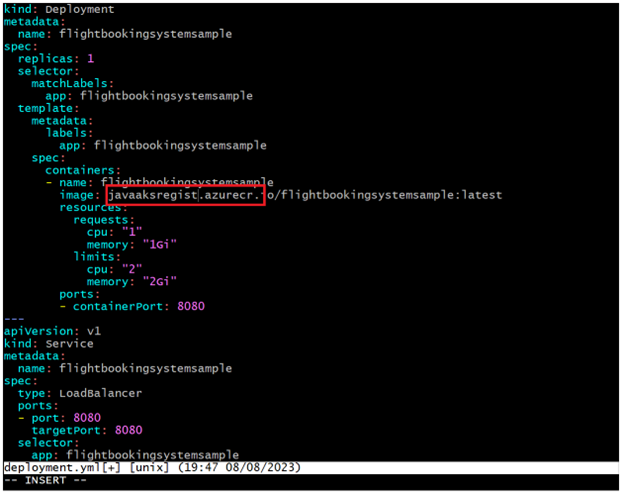 kind: Deployment
metadata:
  name: flightbookingsystemsample
spec:
  replicas: 1
  selector:
    matchLabels:
      app: flightbookingsystemsample
  template:
    metadata:
      labels:
        app: flightbookingsystemsample
    spec:
      containers:
      - name: flightbookingsystemsample
        image: javaaksregist.azurecr.io/flightbookingsystemsample:latest
        resources:
          requests:
            cpu: "1"
            memory: "1Gi"
          limits:
            cpu: "2"
            memory: "2Gi"
        ports:
        - containerPort: 8080
---
apiVersion: v1
kind: Service
metadata:
  name: flightbookingsystemsample
spec:
  type: LoadBalancer
  ports:
  - port: 8080
    targetPort: 8080
  selector:
    app: flightbookingsystemsample
deployment.yml[+] [unix] (19:47 08/08/2023)
-- INSERT --